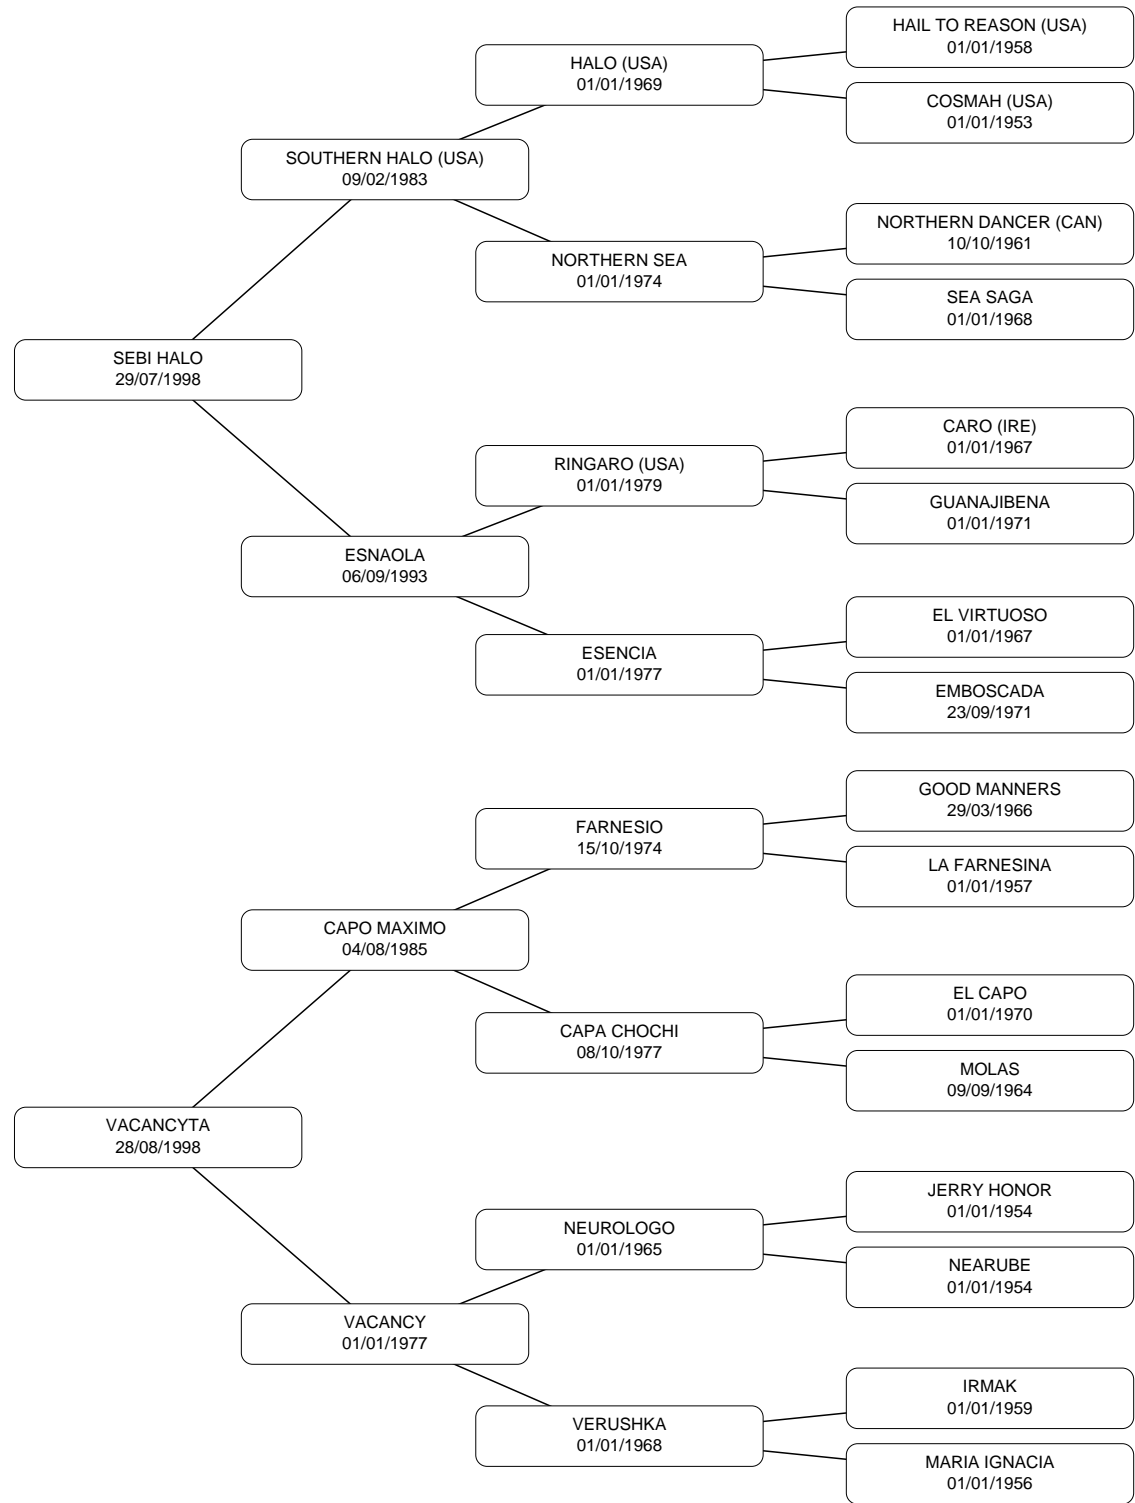 HAIL TO REASON (USA)
01/01/1958
HALO (USA)
01/01/1969
COSMAH (USA)
01/01/1953
SOUTHERN HALO (USA)
09/02/1983
NORTHERN DANCER (CAN)
10/10/1961
NORTHERN SEA
01/01/1974
SEA SAGA
01/01/1968
SEBI HALO
29/07/1998
CARO (IRE)
01/01/1967
RINGARO (USA)
01/01/1979
GUANAJIBENA
01/01/1971
ESNAOLA
06/09/1993
EL VIRTUOSO
01/01/1967
ESENCIA
01/01/1977
EMBOSCADA
23/09/1971
GOOD MANNERS
29/03/1966
FARNESIO
15/10/1974
LA FARNESINA
01/01/1957
CAPO MAXIMO
04/08/1985
EL CAPO
01/01/1970
CAPA CHOCHI
08/10/1977
MOLAS
09/09/1964
VACANCYTA
28/08/1998
JERRY HONOR
01/01/1954
NEUROLOGO
01/01/1965
NEARUBE
01/01/1954
VACANCY
01/01/1977
IRMAK
01/01/1959
VERUSHKA
01/01/1968
MARIA IGNACIA
01/01/1956